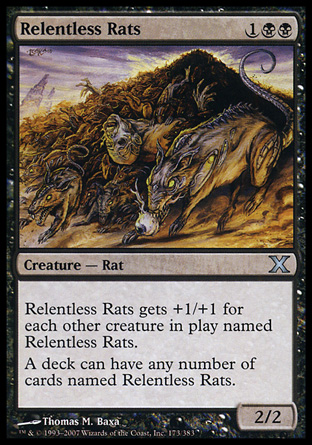 Relentless Rats 1
Creature — Rat X
Relentless Rats gets +1/+1 for
each other creature in play named
Relentless Rats.
A deck can have any number of
cards named Relentless Rats.
Thomas M. Baxa
™ & © 1993–2007 Wizards of the Coast, Inc. 173/383
2/2